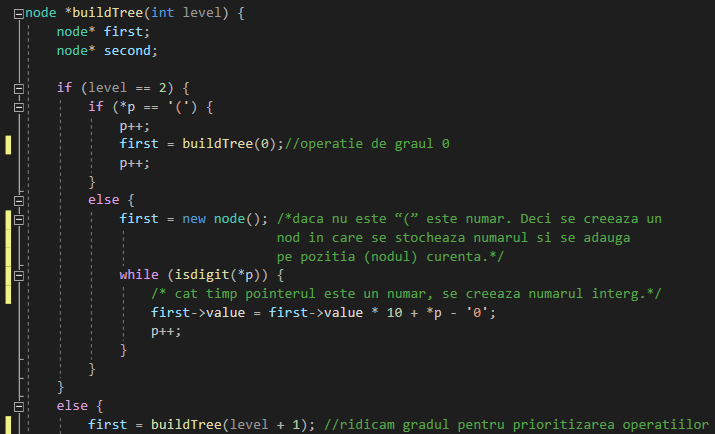 node *buildTree(int level) {
node* first;
node* second;
if (level == 2) {
if (*p == '(') {
p++;
first = buildTree(0);//operatie de graul 0
p++;
}
else {
first = new node(); /*daca nu este “(” este numar. Deci se creeaza un
nod in care se stocheaza numarul si se adauga
pe pozitia (nodul) curenta.*/
while (isdigit(*p)) {
/* cat timp pointerul este un numar, se creeaza numarul interg.*/
first->value = first->value * 10 + *p - '0';
p++;
}
}
}
else {
first = buildTree(level + 1); //ridicam gradul pentru prioritizarea operatiilor